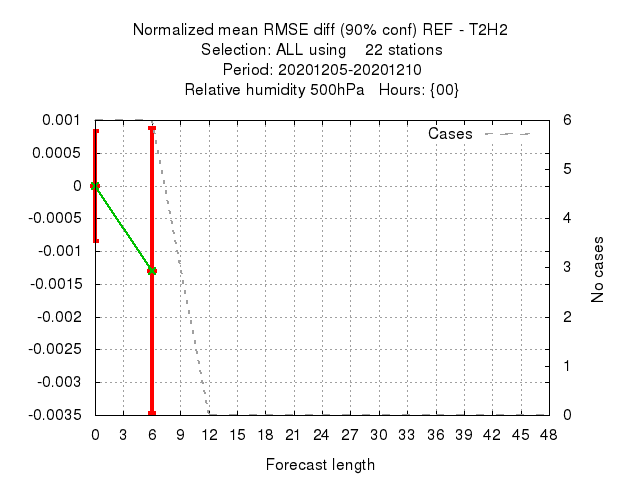 Normalized mean RMSE diff (90% conf) REF - T2H2
Selection: ALL using    22 stations
Period: 20201205-20201210
Relative humidity 500hPa   Hours: {00}
Cases
0.001
0.0005
0
-0.0005
-0.001
-0.0015
-0.002
-0.0025
-0.003
-0.0035
6
5
4
3
2
1
0
No cases
0 3 6 9 12 15 18 21 24 27 30 33 36 39 42 45 48
Forecast length